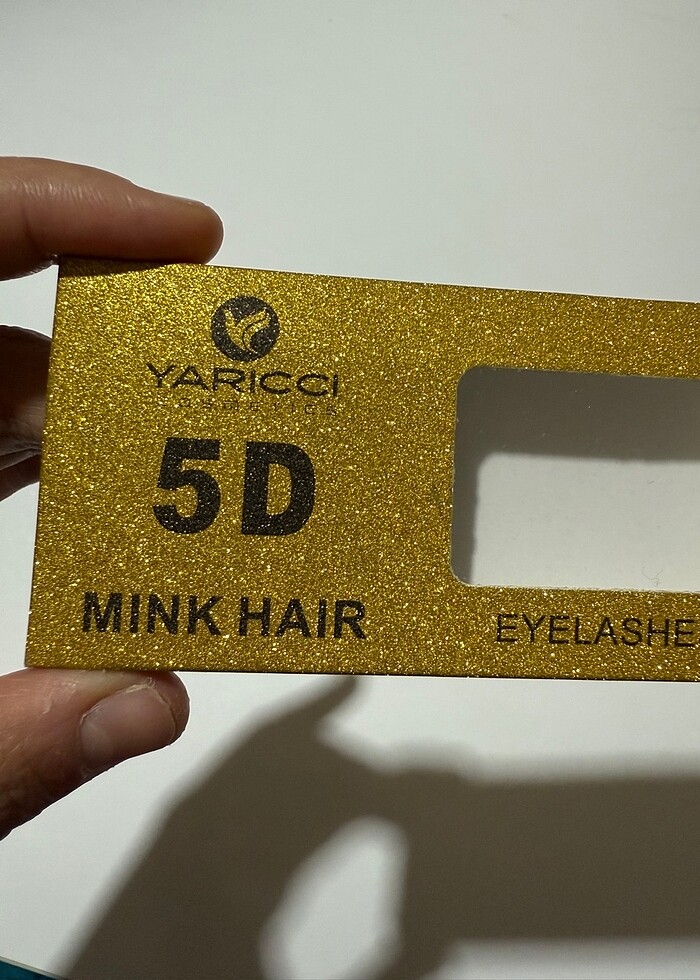 YARICCI
COSMETICS
5D
MINK HAIR
EYELASHE